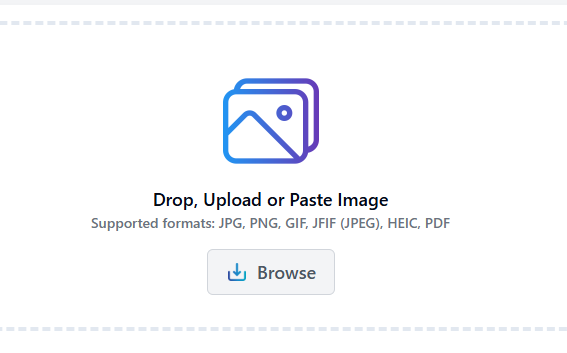 Drop, Upload or Paste Image
Supported formats: JPG, PNG, GIF, JFIF (JPEG), HEIC, PDF
Browse